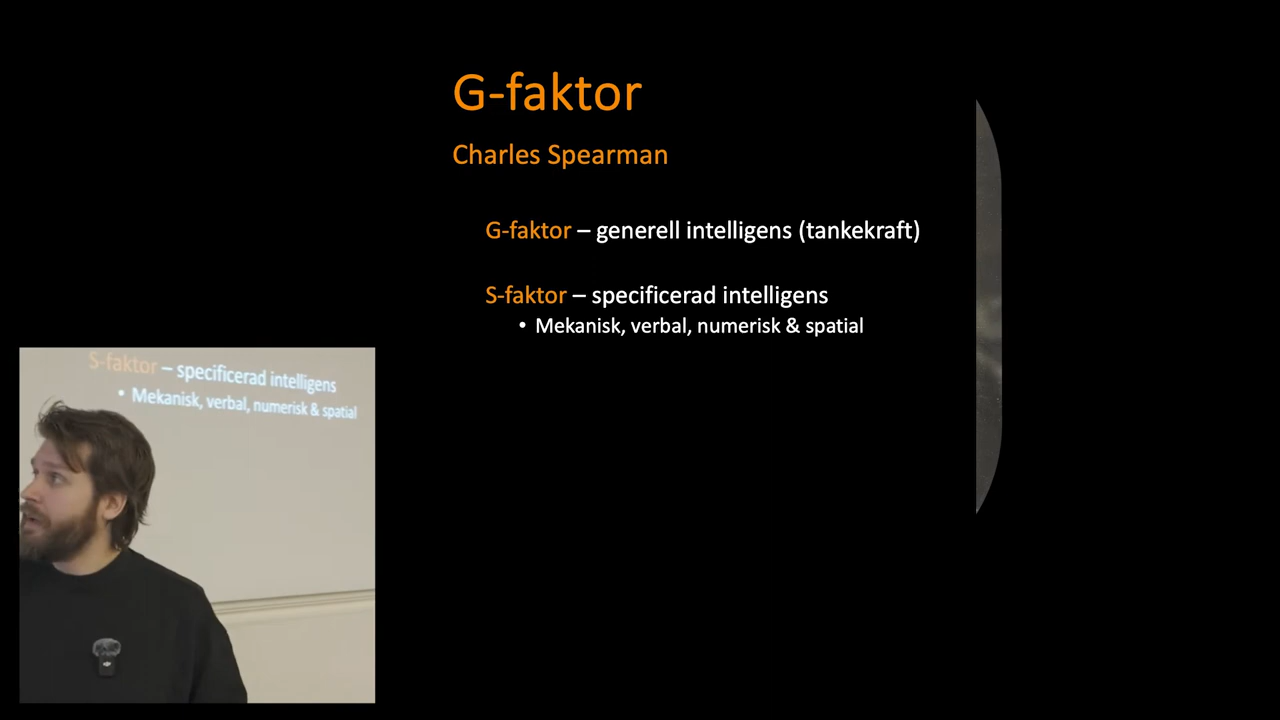 G-faktor
Charles Spearman
G-faktor – generell intelligens (tankekraft)
S-faktor – specificerad intelligens
• Mekanisk, verbal, numerisk & spatial
S-faktor – specificerad intelligens
• Mekanisk, verbal, numerisk & spatial